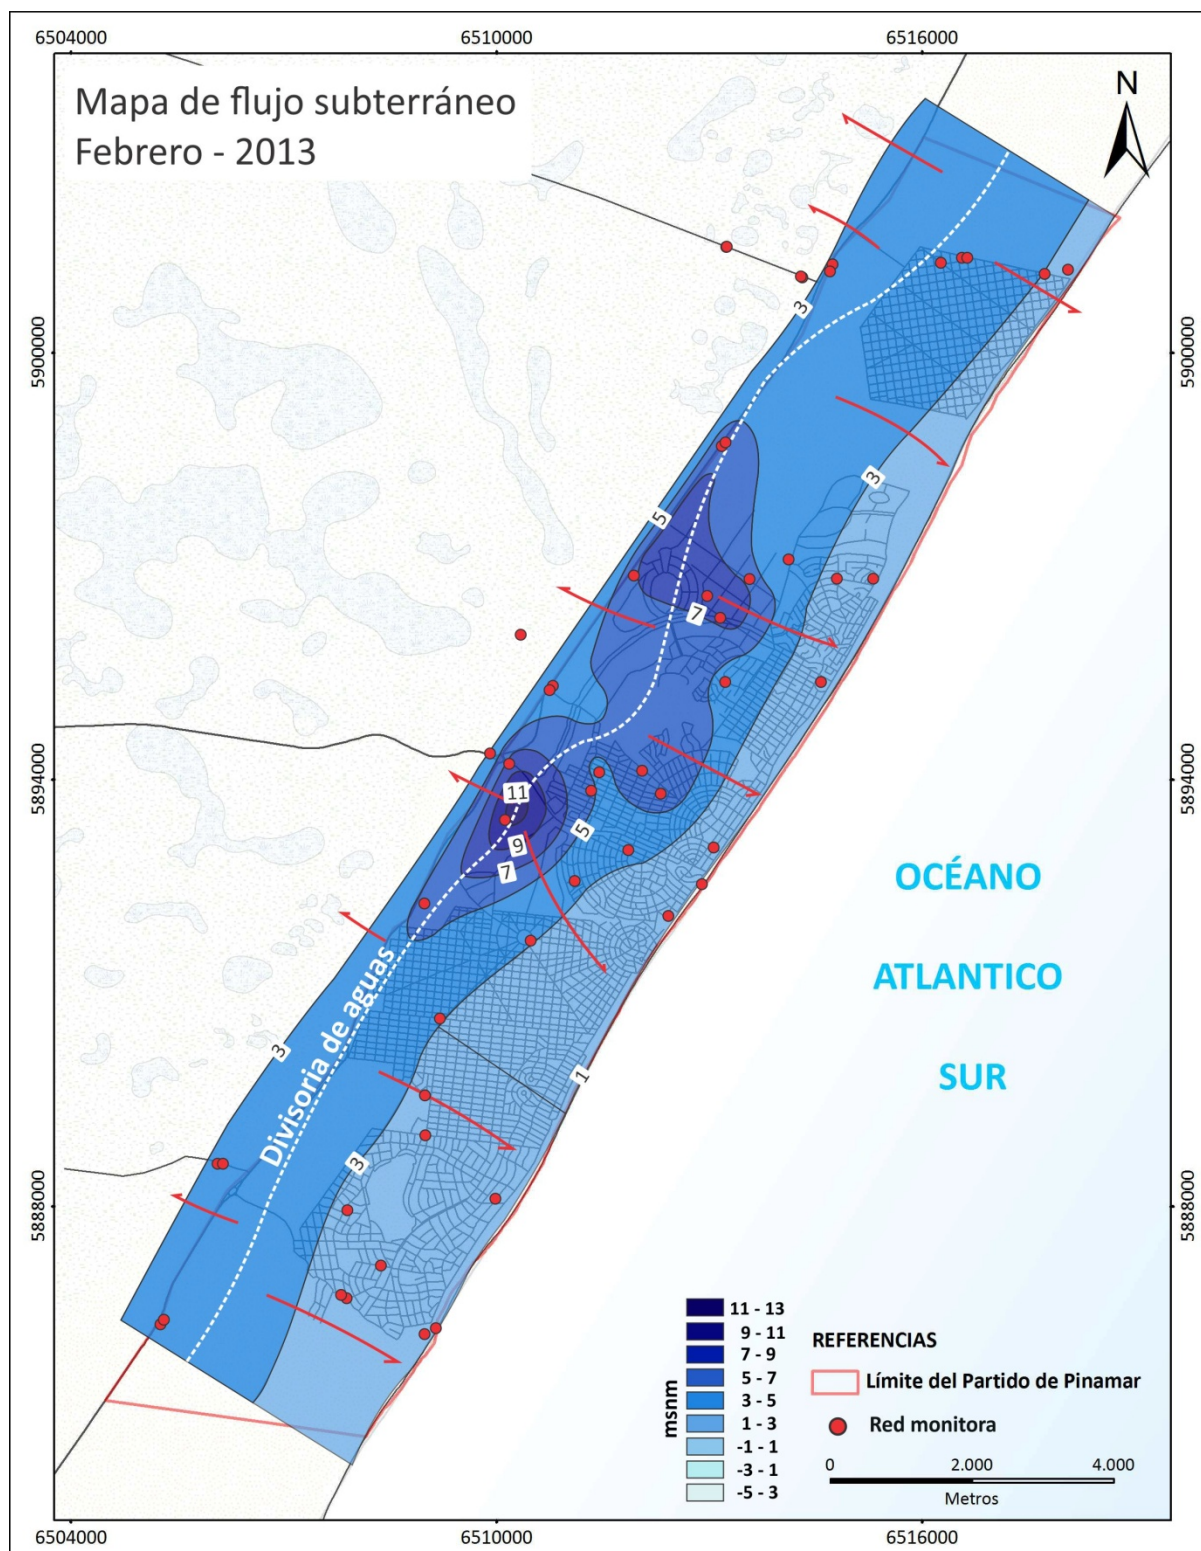 6504000
6510000
6516000
Mapa de flujo subterráneo
Febrero - 2013
N
3
5900000
5900000
3
5
7
5894000
5894000
11
5
9
7
OCÉANO
ATLANTICO
SUR
Divisoria de aguas
3
1
3
5888000
5888000
msnm
11 - 13
9 - 11
7 - 9
5 - 7
3 - 5
1 - 3
-1 - 1
-3 - 1
-5 - 3
REFERENCIAS
Límite del Partido de Pinamar
Red monitora
0 2.000 4.000
Metros
6504000
6510000
6516000